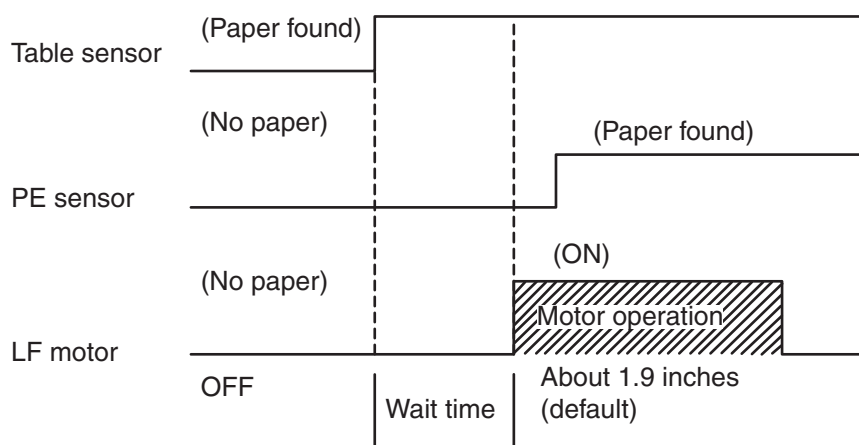 (Paper found)
Table sensor
(No paper)
(Paper found)
PE sensor
(ON)
(No paper)
Motor operation
LF motor
OFF
About 1.9 inches
Wait time
(default)